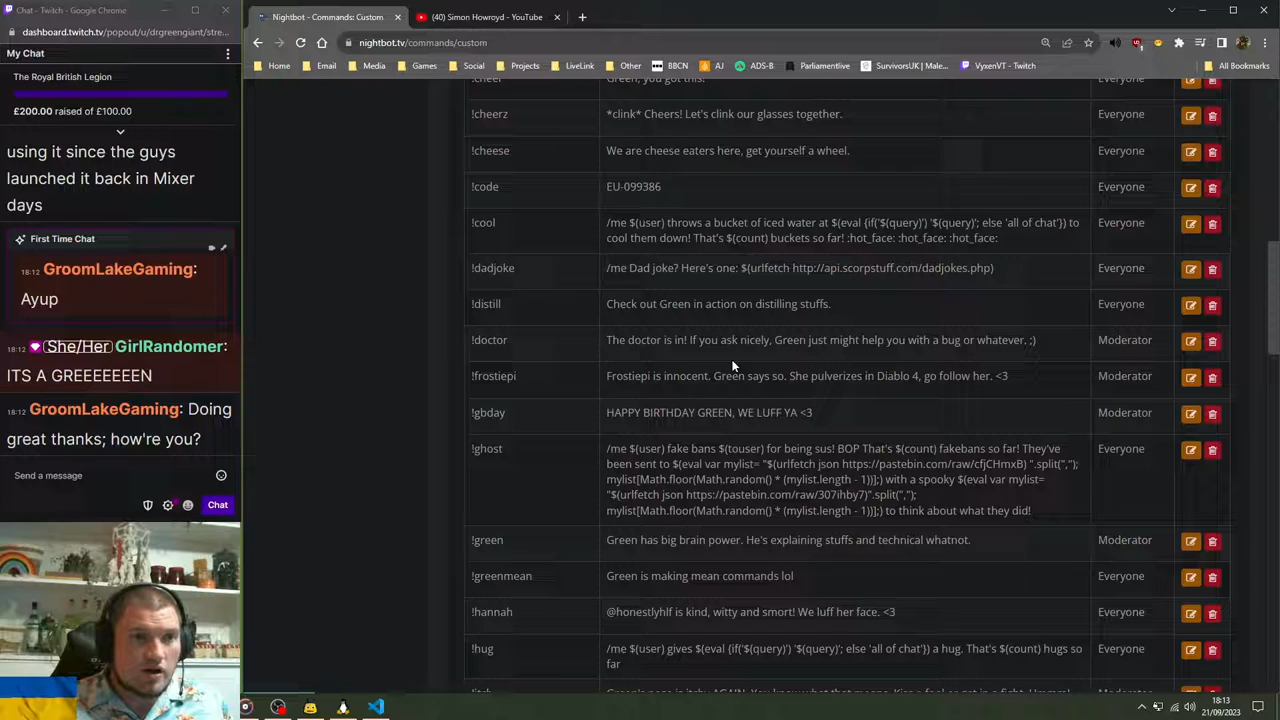 Chat - Twitch - Google Chrome
dashboard.twitch.tv/popout/u/drgreengiant/stre...
My Chat
The Royal British Legion
£200.00 raised of £100.00
using it since the guys
launched it back in Mixer
days
First Time Chat
18:12 GroomLakeGaming:
Ayup
18:12 She/Her GirlRandomer:
ITS A GREEEEEEEN
18:12 GroomLakeGaming: Doing
great thanks; how're you?
Send a message
Chat
Nightbot - Commands: Custom
(40) Simon Howroyd - YouTube
nightbot.tv/commands/custom
Home Email Media Games Social Projects LiveLink Other BBCN AJ ADS-B Parliamentlive SurvivorsUK | Male... VyxenVT - Twitch All Bookmarks
!cheer Green, you got this! Everyone
!cheerz *clink* Cheers! Let's clink our glasses together. Everyone
!cheese We are cheese eaters here, get yourself a wheel. Everyone
!code EU-099386 Everyone
!cool /me $(user) throws a bucket of iced water at $(eval {if('$(query)') '$(query)'; else 'all of chat'}) to Everyone
cool them down! That's $(count) buckets so far! :hot_face: :hot_face: :hot_face:
!dadjoke /me Dad joke? Here's one: $(urlfetch http://api.scorpstuff.com/dadjokes.php) Everyone
!distill Check out Green in action on distilling stuffs. Everyone
!doctor The doctor is in! If you ask nicely, Green just might help you with a bug or whatever. ;) Moderator
!frostiepi Frostiepi is innocent. Green says so. She pulverizes in Diablo 4, go follow her. <3 Moderator
!gbday HAPPY BIRTHDAY GREEN, WE LUFF YA <3 Moderator
!ghost /me $(user) fake bans $(touser) for being sus! BOP That's $(count) fakebans so far! They've Everyone
been sent to $(eval var mylist= "$(urlfetch json https://pastebin.com/raw/cfjCHmxB) ".split(",");
mylist[Math.floor(Math.random() * (mylist.length - 1))];) with a spooky $(eval var mylist=
"$(urlfetch json https://pastebin.com/raw/307ihby7)".split(",");
mylist[Math.floor(Math.random() * (mylist.length - 1))];) to think about what they did!
!green Green has big brain power. He's explaining stuffs and technical whatnot. Moderator
!greenmean Green is making mean commands lol Everyone
!hannah @honestlyhlf is kind, witty and smort! We luff her face. <3 Everyone
!hug /me $(user) gives $(eval {if('$(query)') '$(query)'; else 'all of chat'}) a hug. That's $(count) hugs so Everyone
far
18:13
21/09/2023